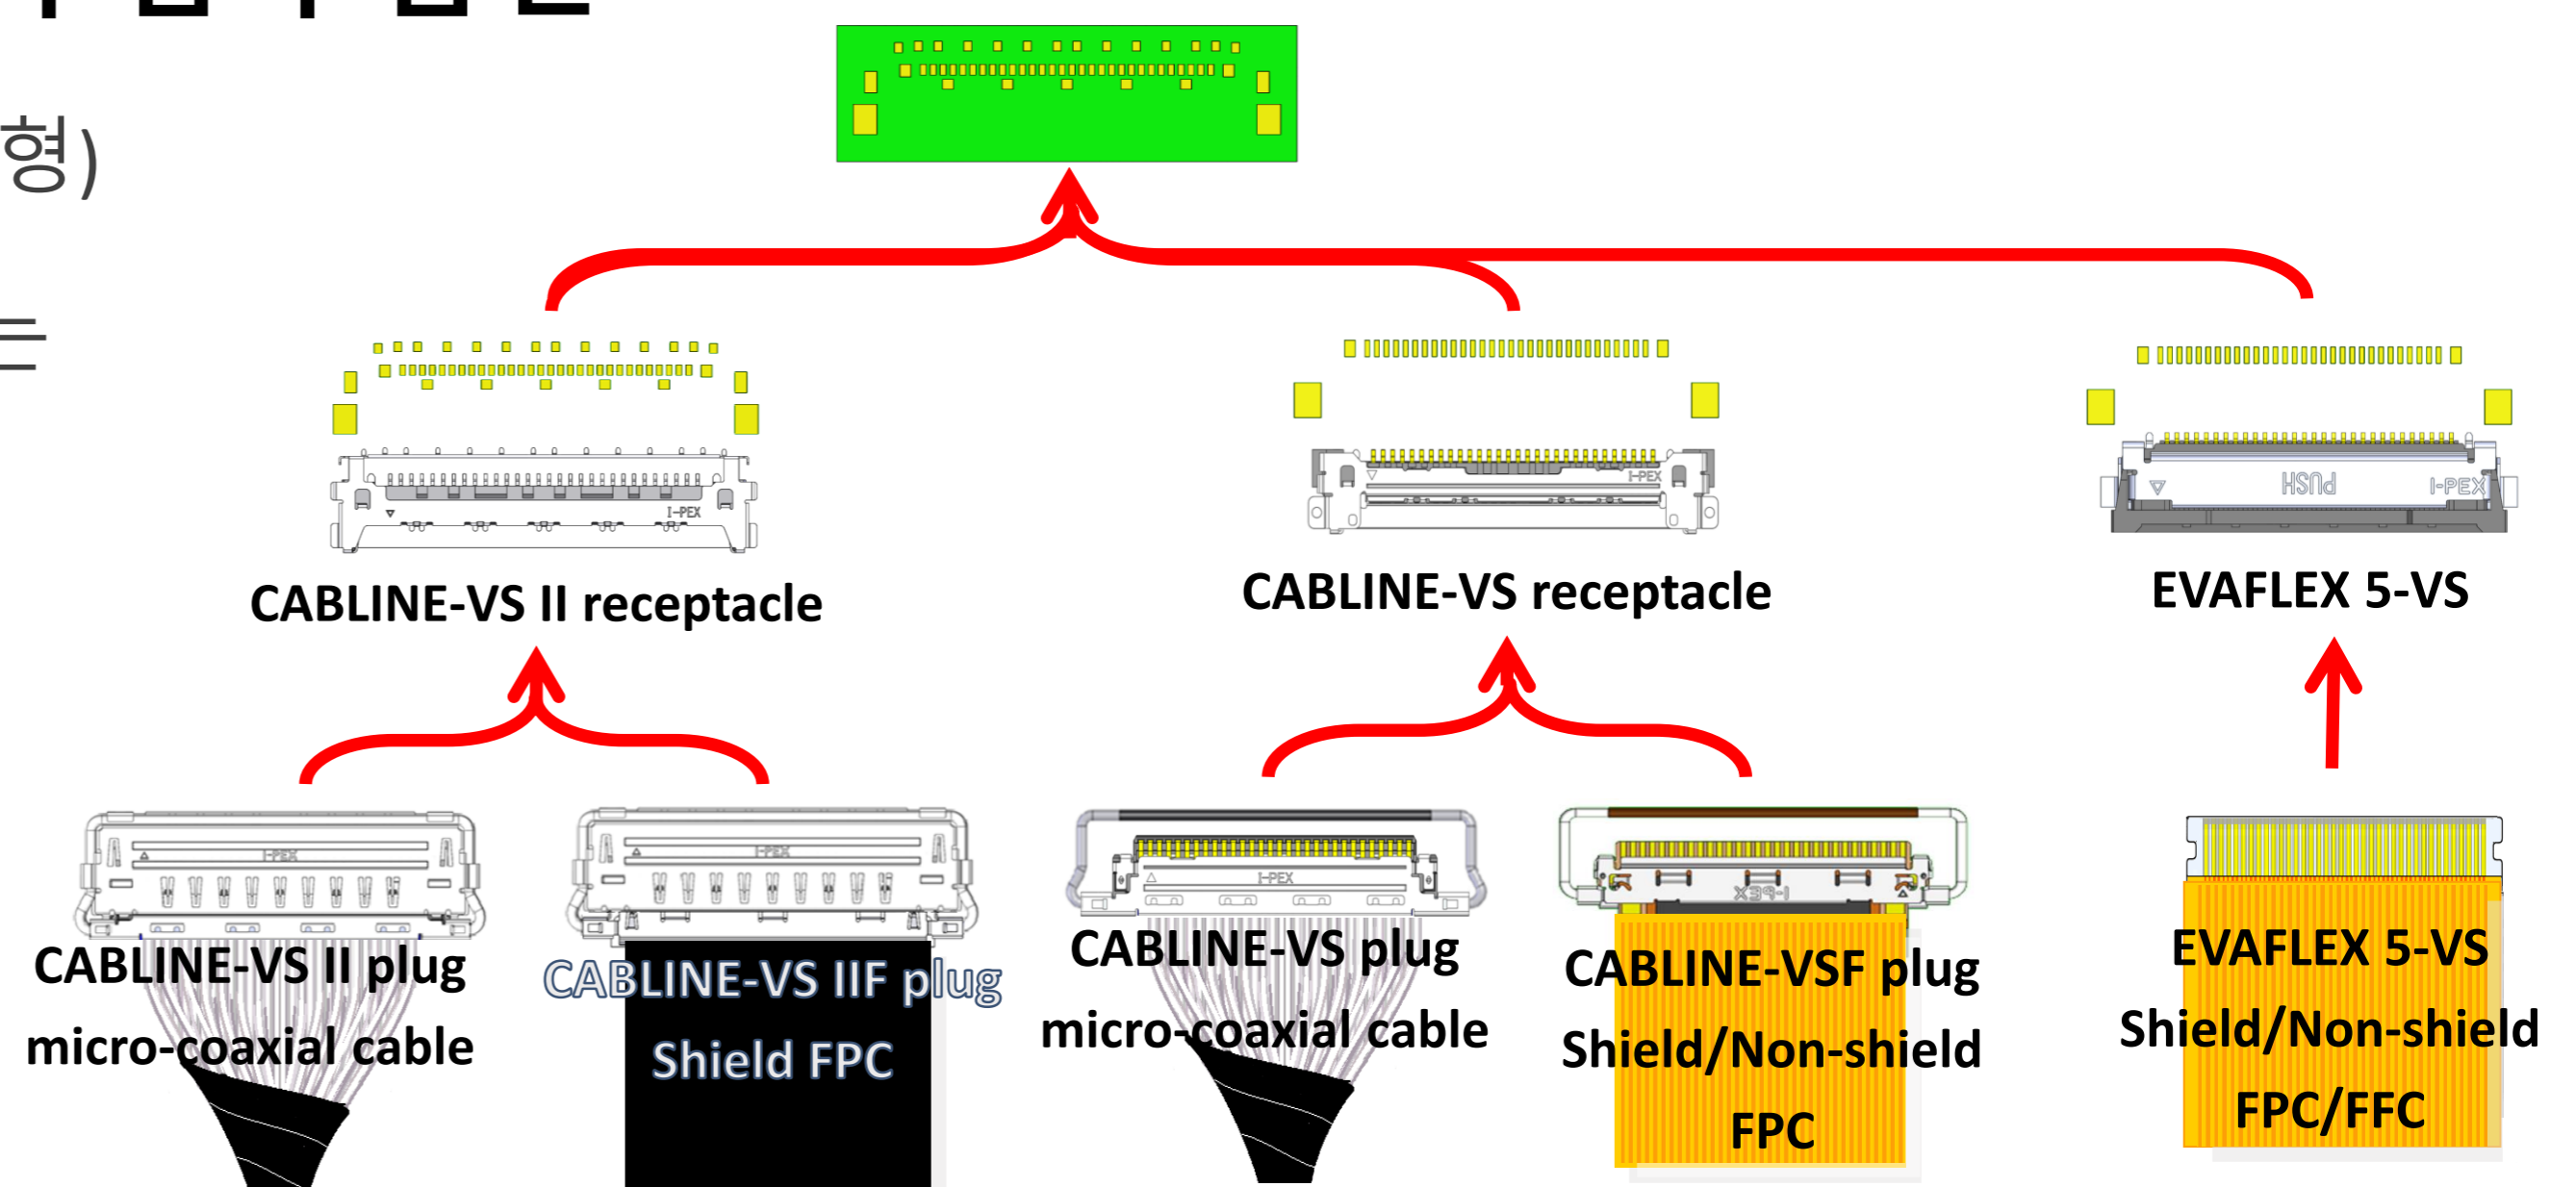 형)
는
CABLINE-VS II receptacle
CABLINE-VS receptacle
EVAFLEX 5-VS
I-PEX
I-PEX
PUSH
I-PEX
I-PEX
I-PEX
I-PEX
I-PEX
CABLINE-VS II plug
micro-coaxial cable
CABLINE-VS IIF plug
Shield FPC
CABLINE-VS plug
micro-coaxial cable
CABLINE-VSF plug
Shield/Non-shield
FPC
EVAFLEX 5-VS
Shield/Non-shield
FPC/FFC